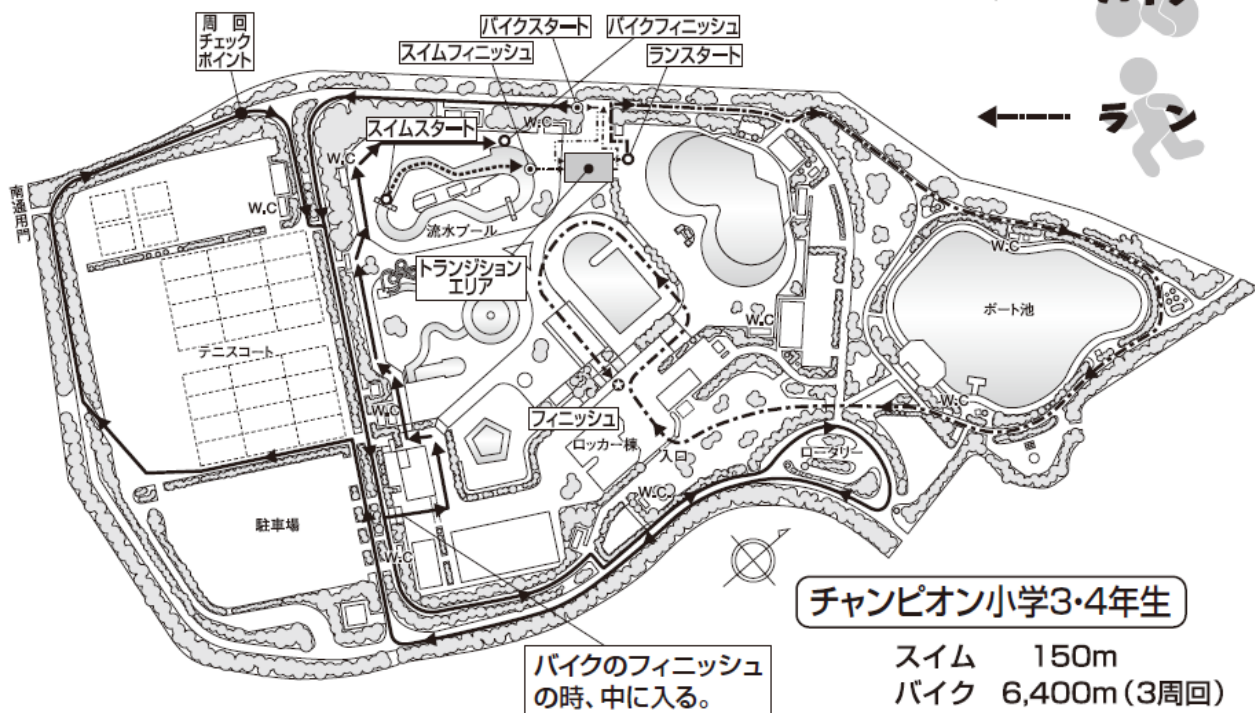 周回
チェック
ポイント
バイクスタート
バイクフィニッシュ
スイムフィニッシュ
ランスタート
ラン
スイムスタート
W.C
W.C
W.C
南通用門
流水プール
トランジション
エリア
W.C
ボート池
テニスコート
W.C
W.C
W.C
フィニッシュ
ロッカー棟
入口
ロータリー
W.C.
駐車場
W.C
チャンピオン小学3・4年生
スイム 150m
バイク 6,400m(3周回)
バイクのフィニッシュ
の時、中に入る。